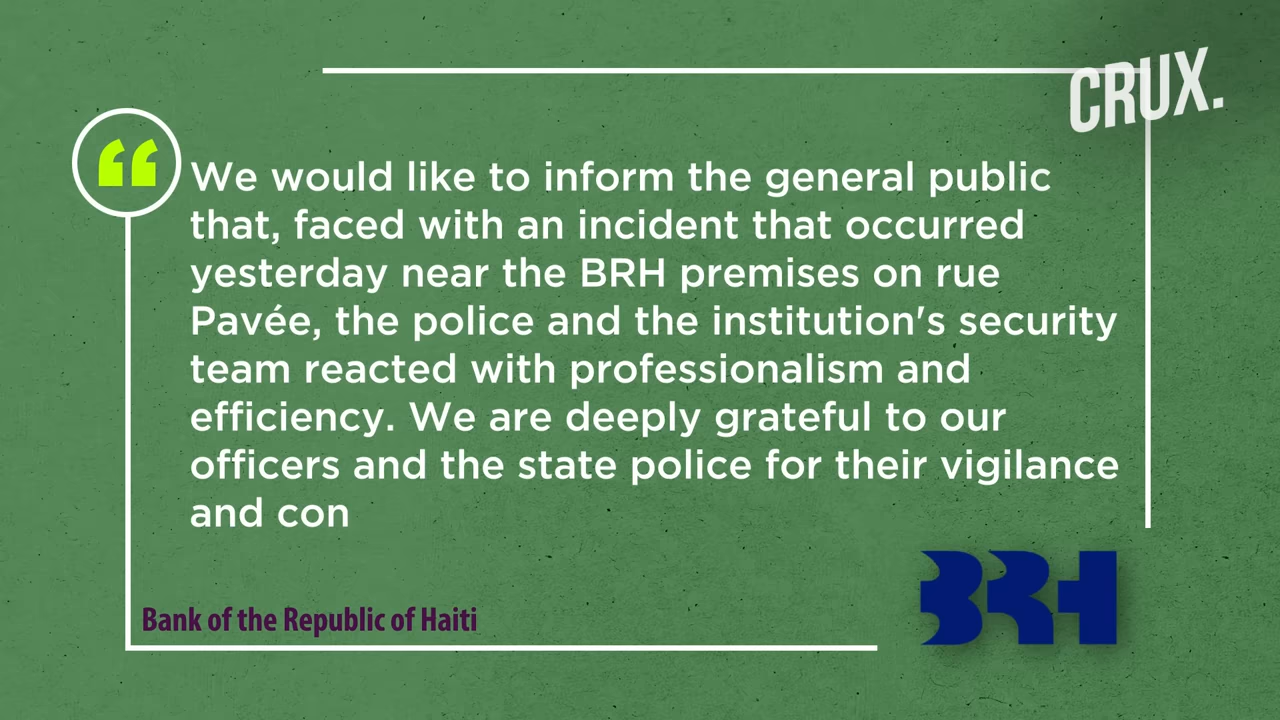 CRUX.
“
We would like to inform the general public
that, faced with an incident that occurred
yesterday near the BRH premises on rue
Pavée, the police and the institution's security
team reacted with professionalism and
efficiency. We are deeply grateful to our
officers and the state police for their vigilance
and con
BRH
Bank of the Republic of Haiti